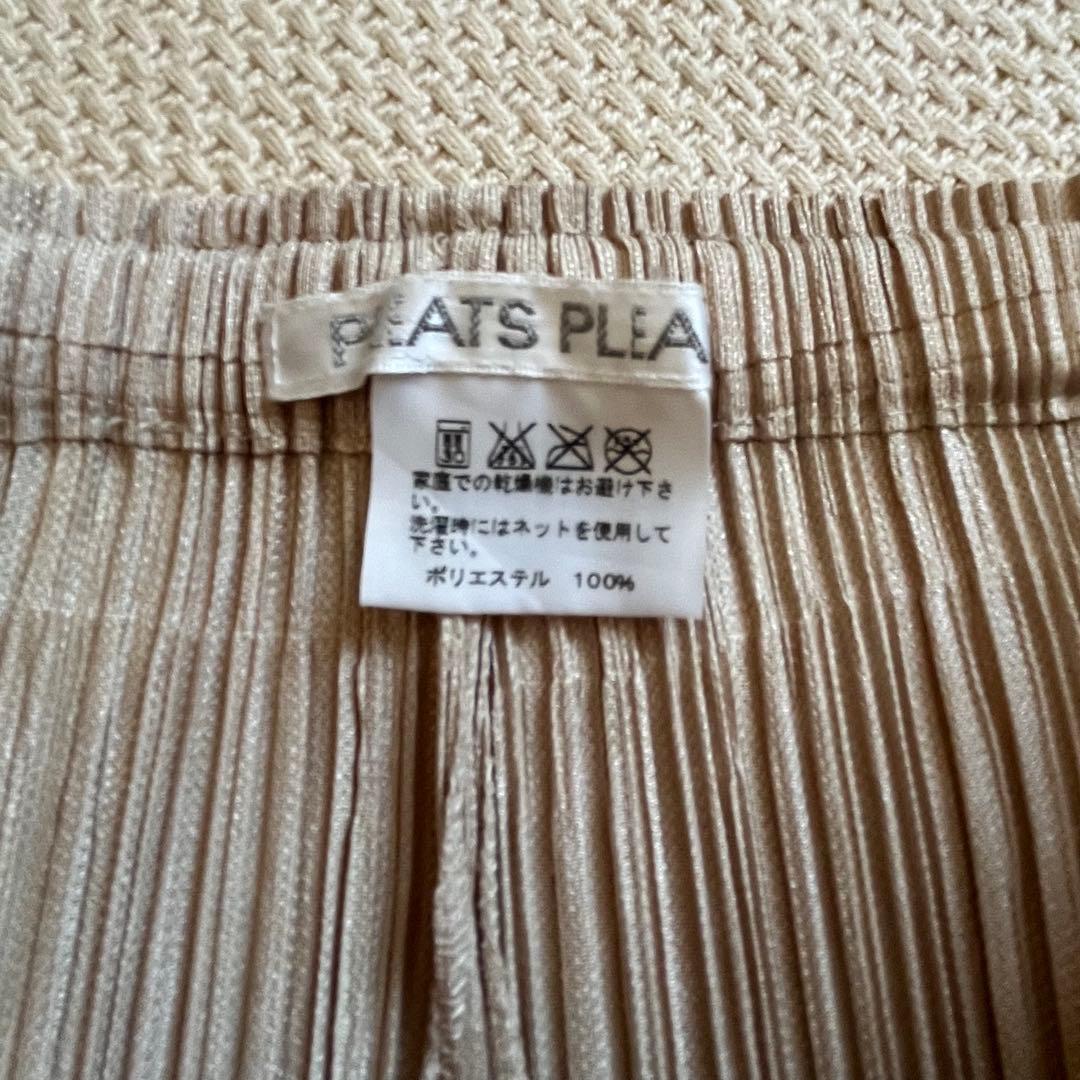 PLEATS PLEA
家庭での乾燥機はお避け下さ
い。
洗濯時にはネットを使用して
下さい。
ポリエステル 100%